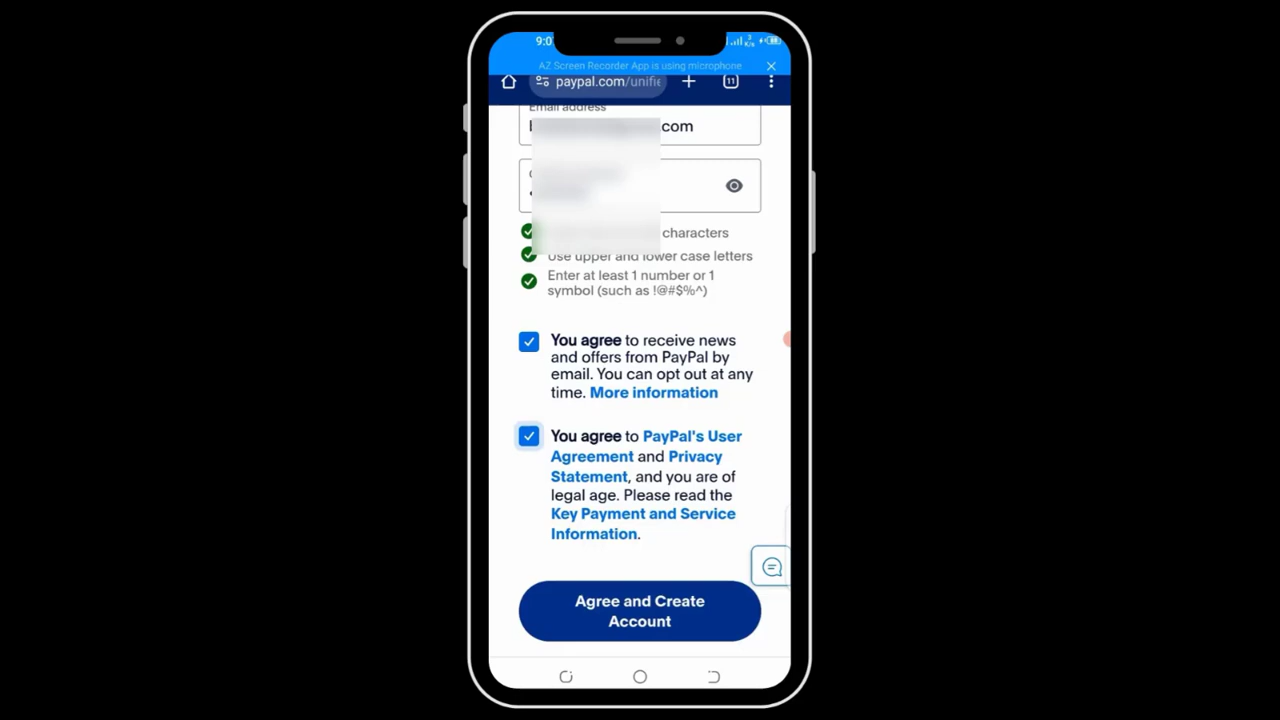 AZ Screen Recorder App is using microphone
paypal.com/unifie
11
Email address
.com
characters
Use upper and lower case letters
Enter at least 1 number or 1
symbol (such as !@#$%^)
You agree to receive news
and offers from PayPal by
email. You can opt out at any
time. More information
You agree to PayPal's User
Agreement and Privacy
Statement, and you are of
legal age. Please read the
Key Payment and Service
Information.
Agree and Create
Account